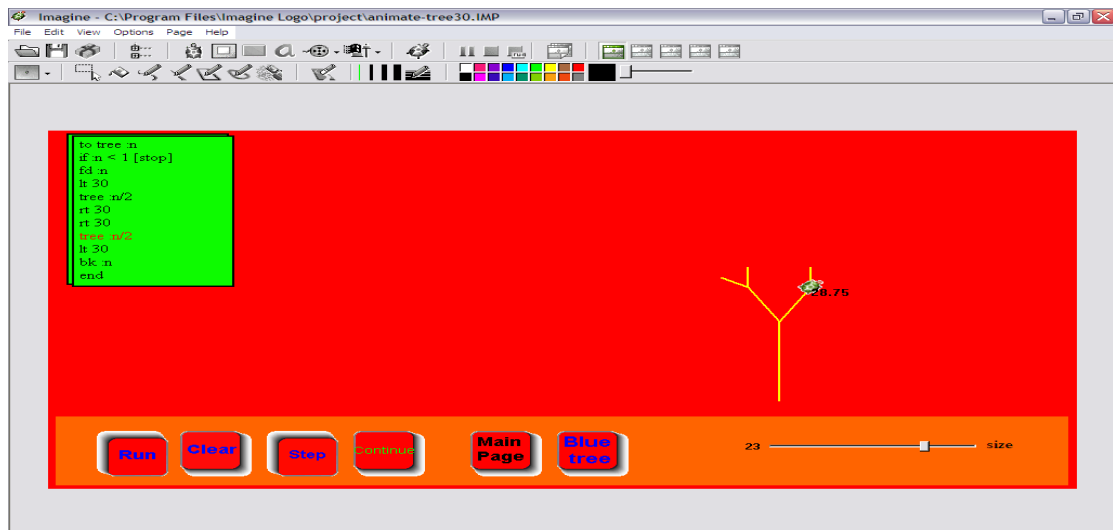 Imagine - C:\Program Files\Imagine Logo\project\animate-tree30.IMP
File Edit View Options Page Help
to tree :n
if :n < 1 [stop]
fd :n
lt 30
tree :n/2
rt 30
rt 30
tree :n/2
lt 30
bk :n
end
28.75
Run
Clear
Step
Continue
Main
Page
Blue
tree
23
size